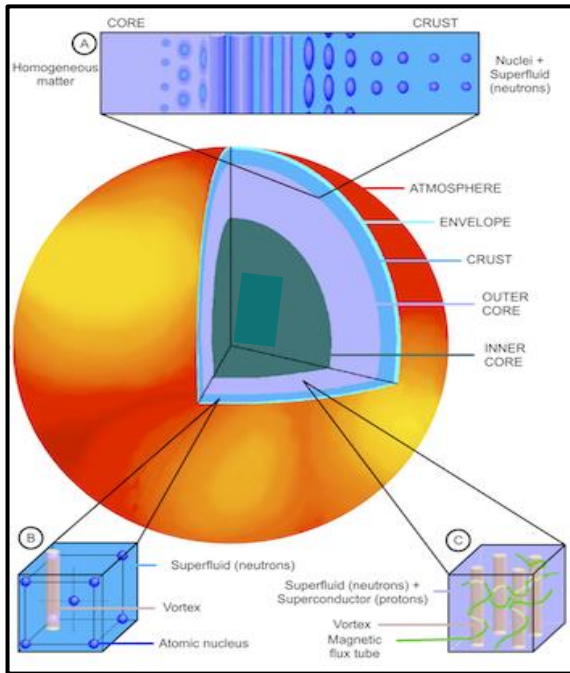 CORE
CRUST
A
Homogeneous
matter
Nuclei +
Superfluid
(neutrons)
ATMOSPHERE
ENVELOPE
CRUST
OUTER
CORE
INNER
CORE
B
Superfluid (neutrons)
Vortex
Atomic nucleus
C
Superfluid (neutrons) +
Superconductor (protons)
Vortex
Magnetic
flux tube